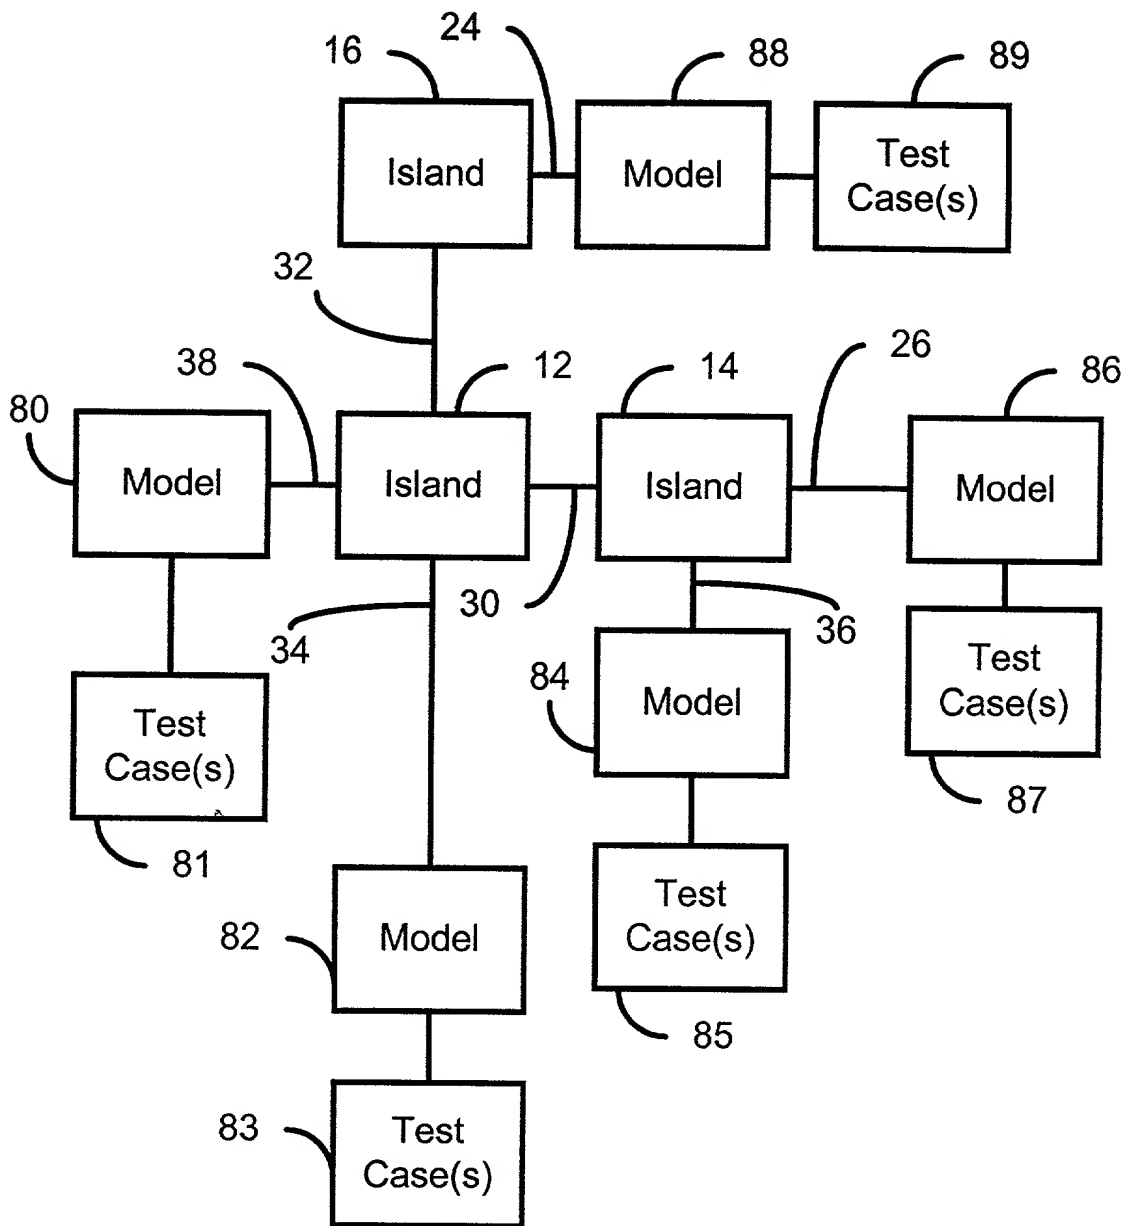 24
16
88
89
Island
Model
Test
Case(s)
32
38
12
14
26
86
80
Model
Island
Island
Model
34
30
36
Test
Case(s)
84
Model
Test
Case(s)
87
81
82
Model
Test
Case(s)
85
83
Test
Case(s)